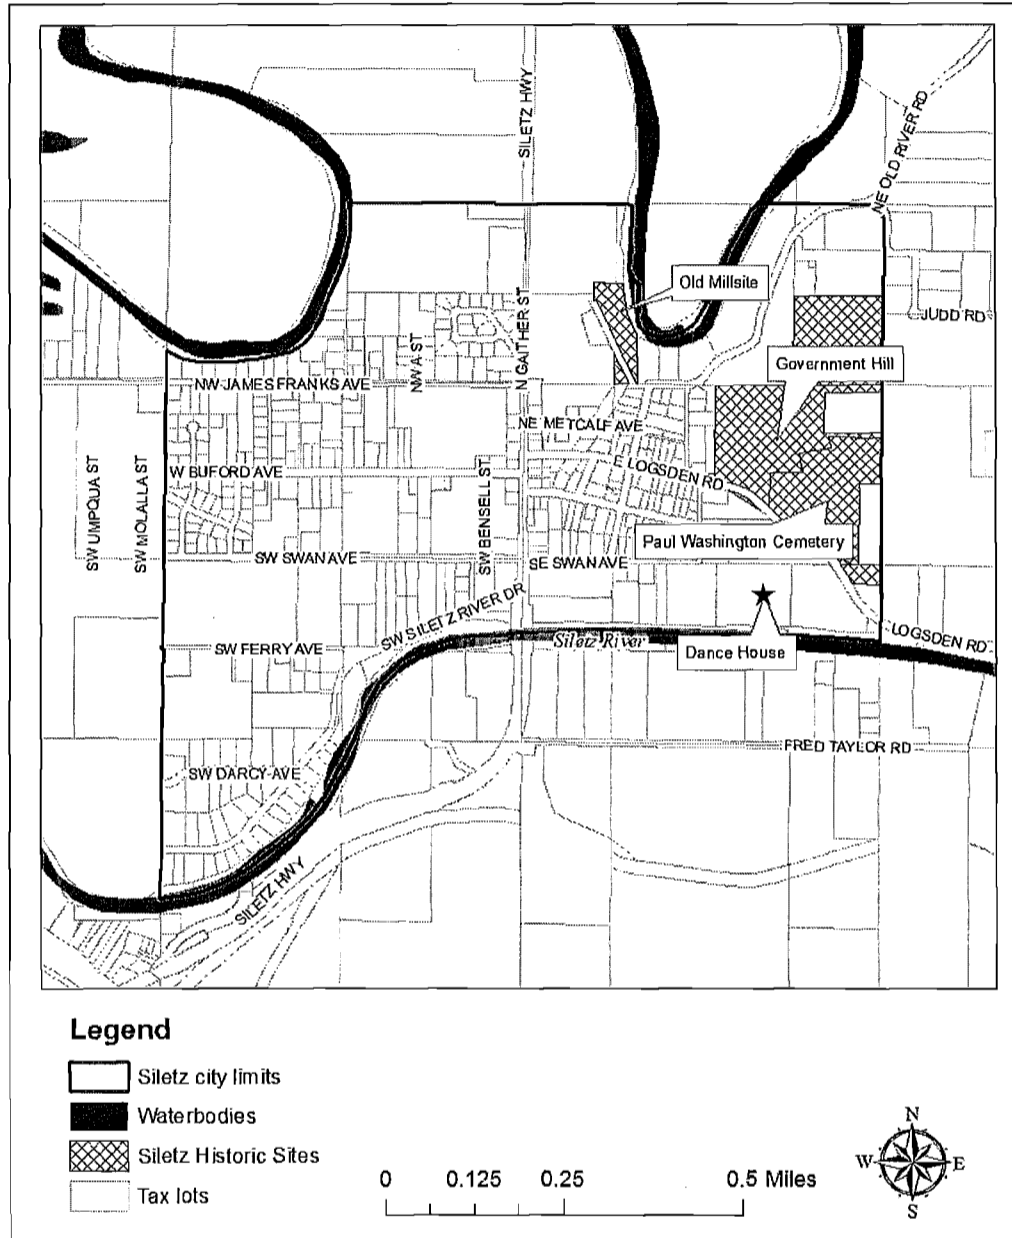 SILETZ HWY
NE OLD RIVER RD
Old Millsite
JUDD RD
N GAITHER ST
NW A ST
Government Hill
NW JAMES FRANKS AVE
NE METCALF AVE
W BUFORD AVE
E LOGSDEN RD
SW UMPQUA ST
SW MOLALLA ST
SW BENSELL ST
Paul Washington Cemetery
SW SWAN AVE
SE SWAN AVE
SW SILETZ RIVER DR
Siletz River
LOGSDEN RD
SW FERRY AVE
Dance House
FRED TAYLOR RD
SW DARCY AVE
SILETZ HWY
Legend
Siletz city limits
Waterbodies
Siletz Historic Sites
Tax lots
0 0.125 0.25 0.5 Miles
N
W E
S